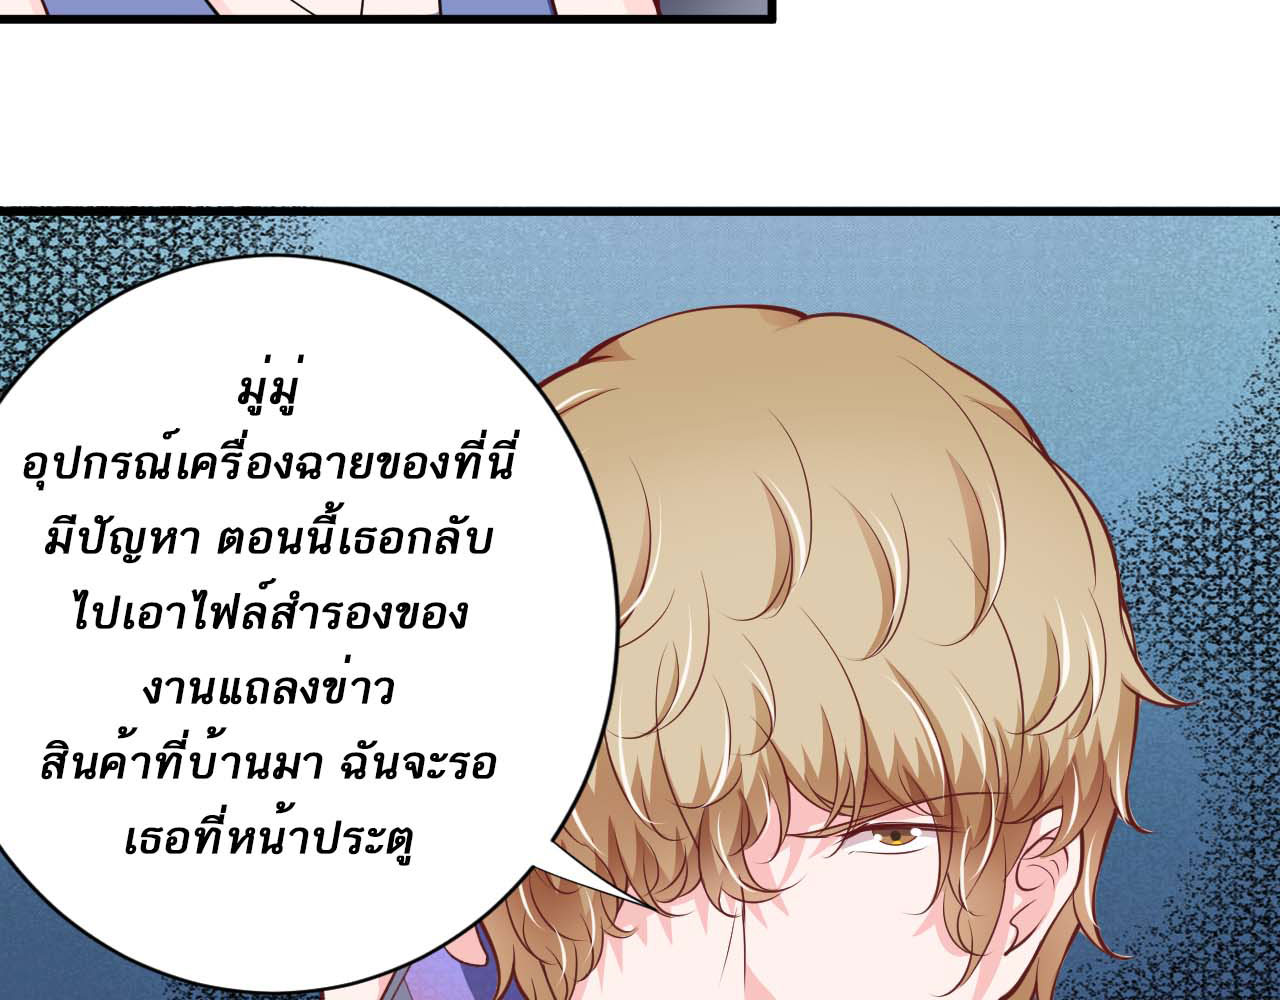 มู่มู่
อุปกรณ์เครื่องฉายของที่นี่
มีปัญหา ตอนนี้เธอกลับ
ไปเอาไฟล์สำรองของ
งานแถลงข่าว
สินค้าที่บ้านมา ฉันจะรอ
เธอที่หน้าประตู